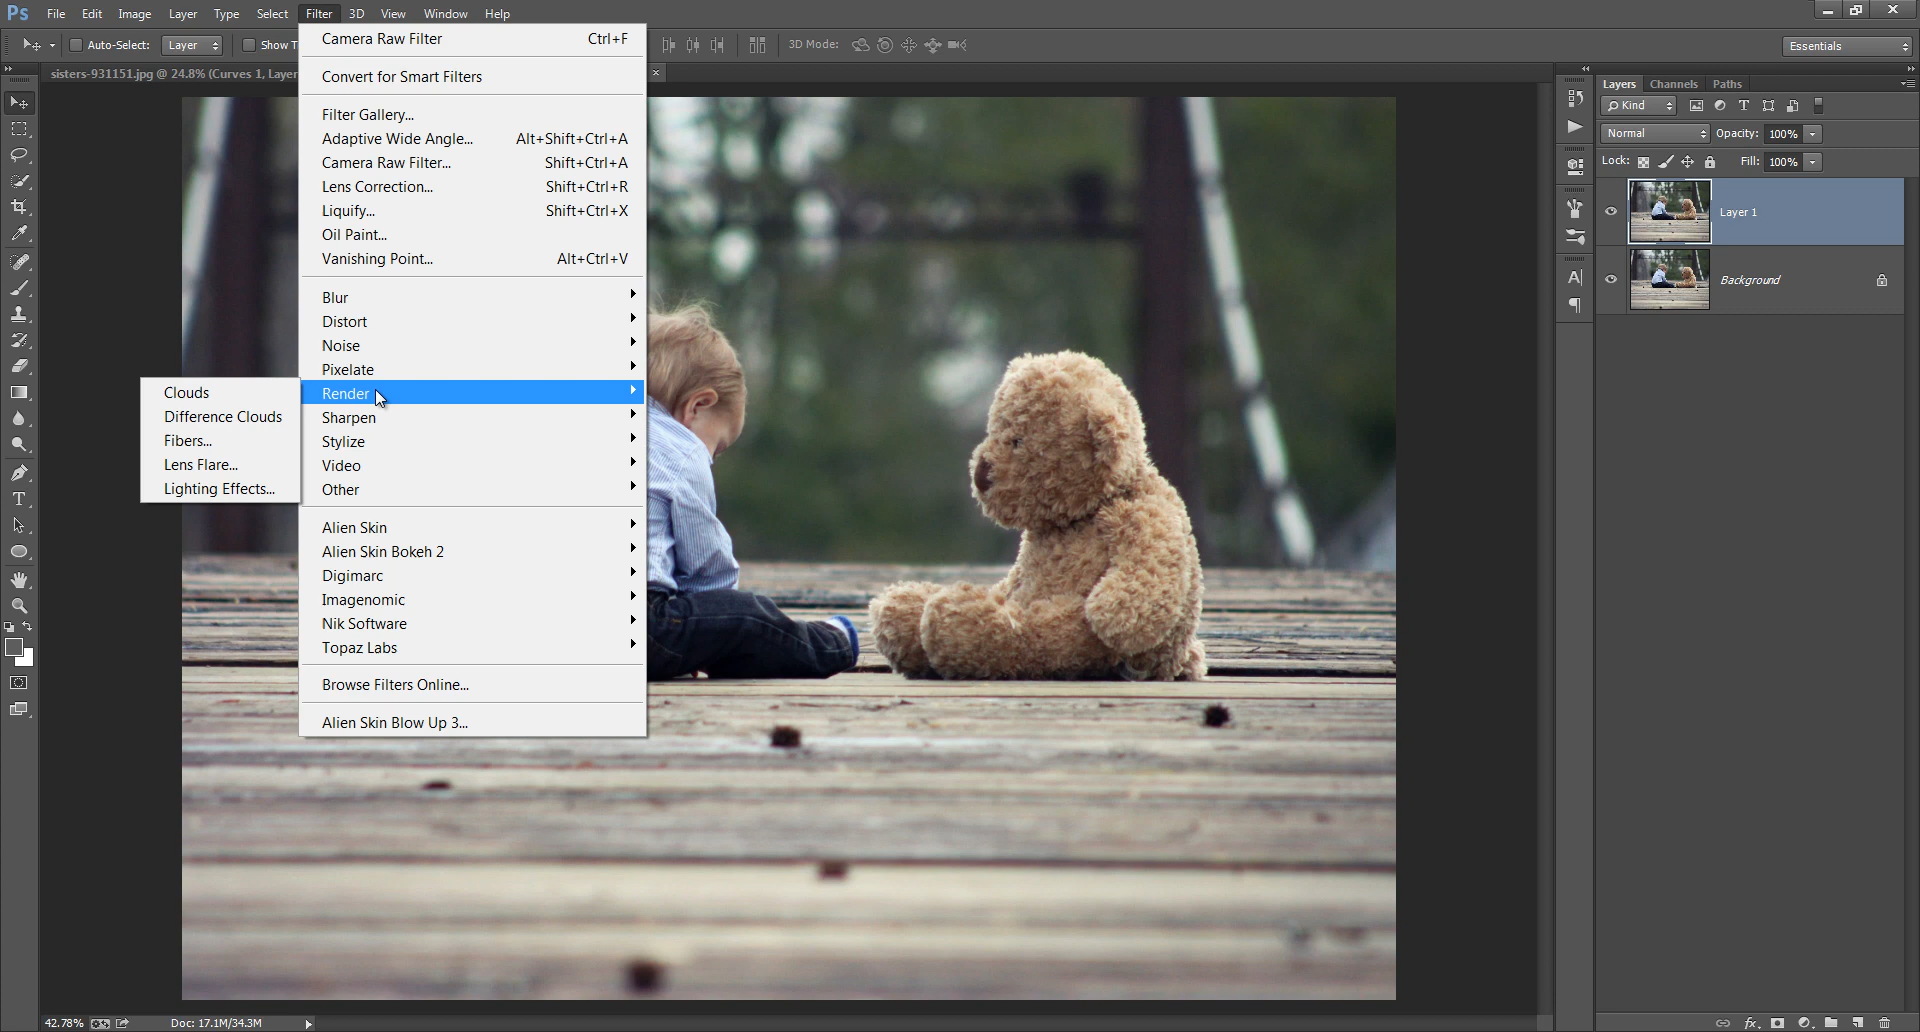 Ps File Edit Image Layer Type Select Filter 3D View Window Help
Auto-Select: Layer Show T 3D Mode: Essentials
sisters-931151.jpg @ 24.8% (Curves 1, Layer
Camera Raw Filter Ctrl+F
Convert for Smart Filters
Filter Gallery...
Adaptive Wide Angle... Alt+Shift+Ctrl+A
Camera Raw Filter... Shift+Ctrl+A
Lens Correction... Shift+Ctrl+R
Liquify... Shift+Ctrl+X
Oil Paint...
Vanishing Point... Alt+Ctrl+V
Blur
Distort
Noise
Pixelate
Render
Sharpen
Stylize
Video
Other
Alien Skin
Alien Skin Bokeh 2
Digimarc
Imagenomic
Nik Software
Topaz Labs
Browse Filters Online...
Alien Skin Blow Up 3...
Clouds
Difference Clouds
Fibers...
Lens Flare...
Lighting Effects...
Layers Channels Paths
Kind
Normal Opacity: 100%
Lock: Fill: 100%
Layer 1
Background
42.78% Doc: 17.1M/34.3M